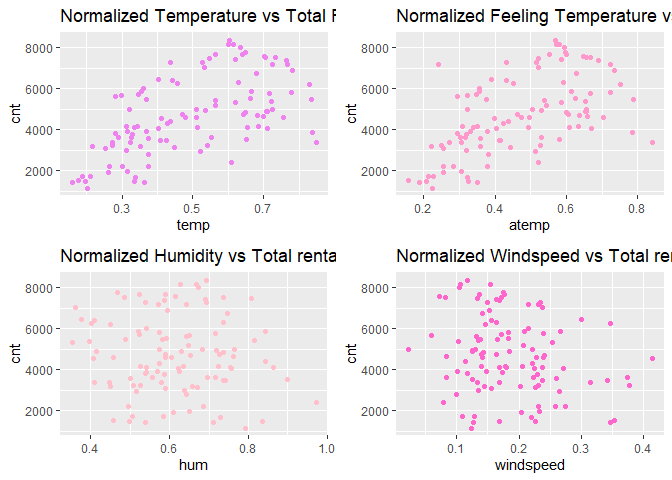 Normalized Temperature vs Total F
8000
6000
4000
2000
cnt
0.3 0.5 0.7
temp
Normalized Feeling Temperature v
8000
6000
4000
2000
cnt
0.2 0.4 0.6 0.8
atemp
Normalized Humidity vs Total renta
8000
6000
4000
2000
cnt
0.4 0.6 0.8 1.0
hum
Normalized Windspeed vs Total ren
8000
6000
4000
2000
cnt
0.1 0.2 0.3 0.4
windspeed